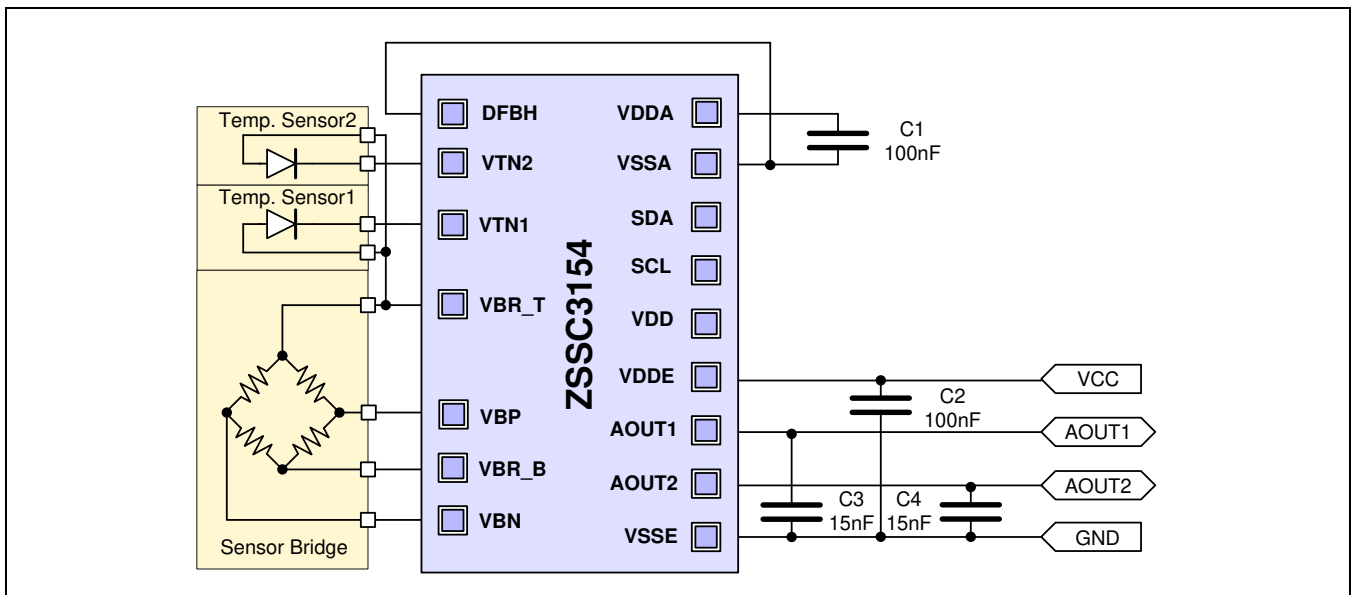 Temp. Sensor2
Temp. Sensor1
Sensor Bridge
DFBH
VTN2
VTN1
VBR_T
VBP
VBR_B
VBN
ZSSC3154
VDDA
VSSA
SDA
SCL
VDD
VDDE
AOUT1
AOUT2
VSSE
C1
100nF
C2
100nF
C3
15nF
C4
15nF
VCC
AOUT1
AOUT2
GND